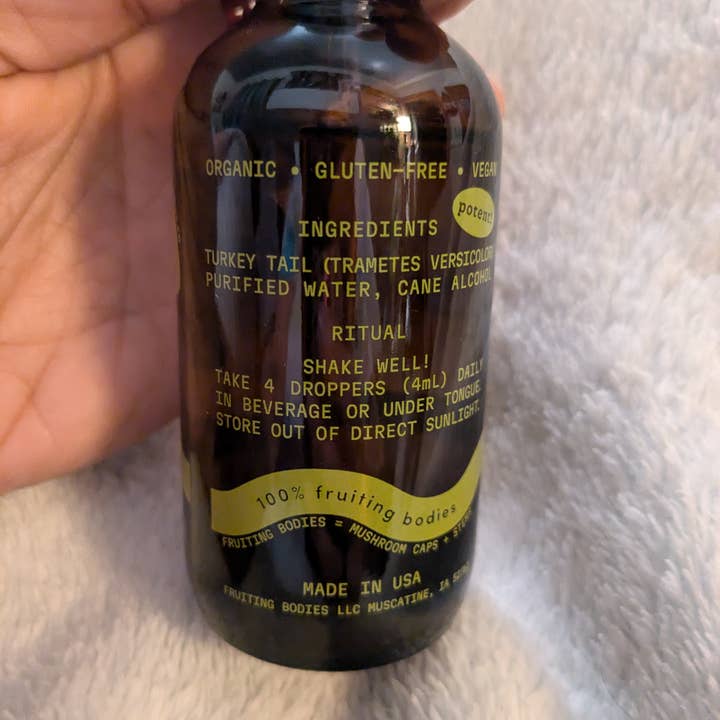 ORGANIC • GLUTEN-FREE • VEGAN
potent!
INGREDIENTS
TURKEY TAIL (TRAMETES VERSICOLOR)
PURIFIED WATER, CANE ALCOHOL
RITUAL
SHAKE WELL!
TAKE 4 DROPPERS (4mL) DAILY
IN BEVERAGE OR UNDER TONGUE.
STORE OUT OF DIRECT SUNLIGHT.
100% fruiting bodies
FRUITING BODIES = MUSHROOM CAPS +
MADE IN USA
FRUITING BODIES LLC MUSCATINE, IA